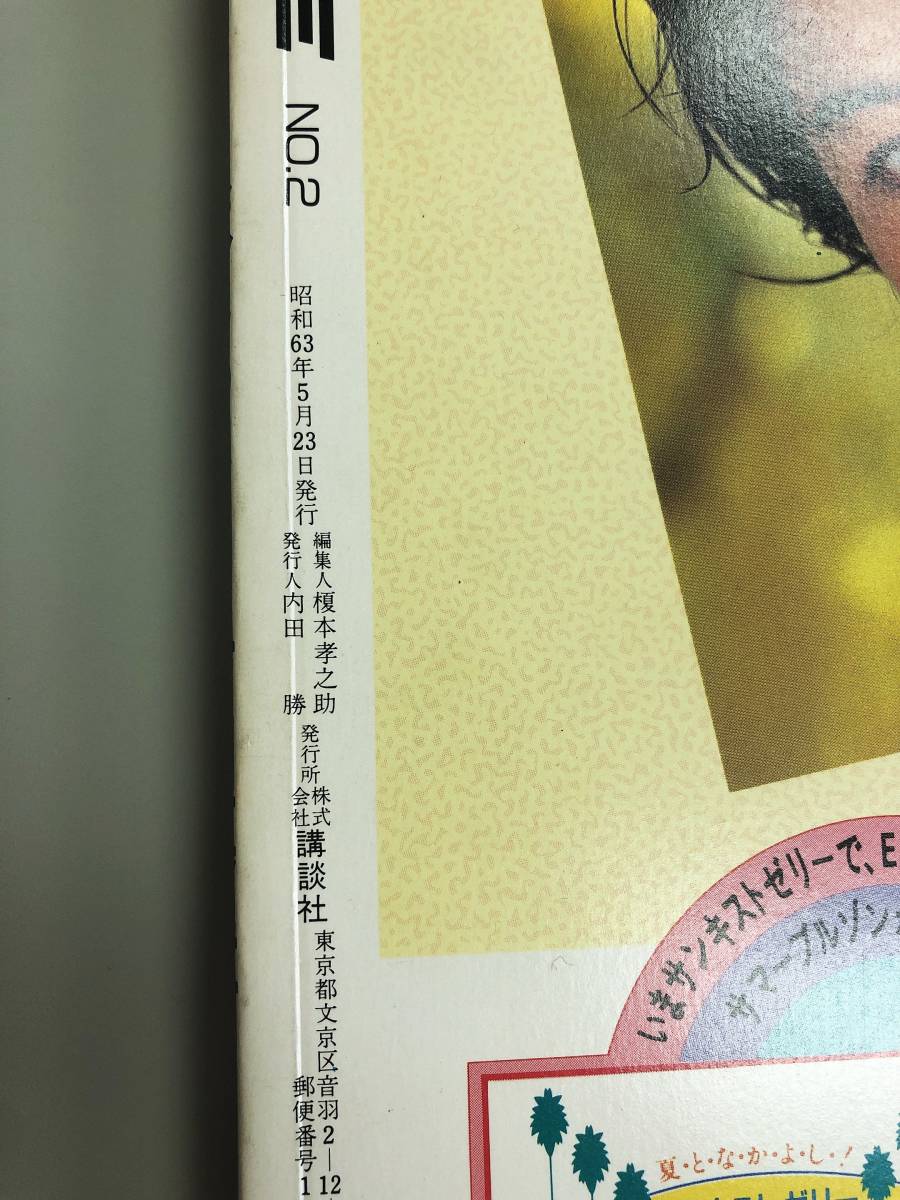 E NO.2
昭和63年5月23日発行
編集人 榎本孝之助
発行人 内田 勝
発行所 株式会社 講談社
東京都文京区音羽2―12
郵便番号1
いまサンキストゼリーで、E
サマーブルゾン
夏・と・な・か・よ・し・!
ゼリー